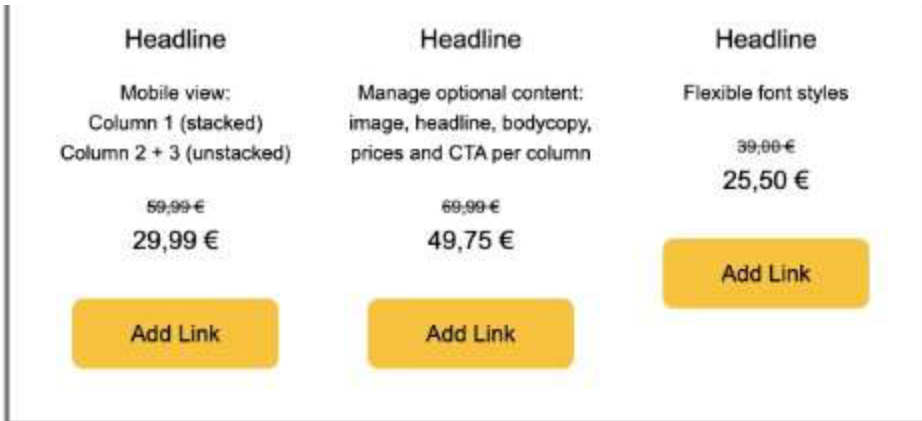 Headline
Mobile view:
Column 1 (stacked)
Column 2 + 3 (unstacked)
59,99 €
29,99 €
Add Link
Headline
Manage optional content:
image, headline, bodycopy,
prices and CTA per column
69,99 €
49,75 €
Add Link
Headline
Flexible font styles
39,00 €
25,50 €
Add Link